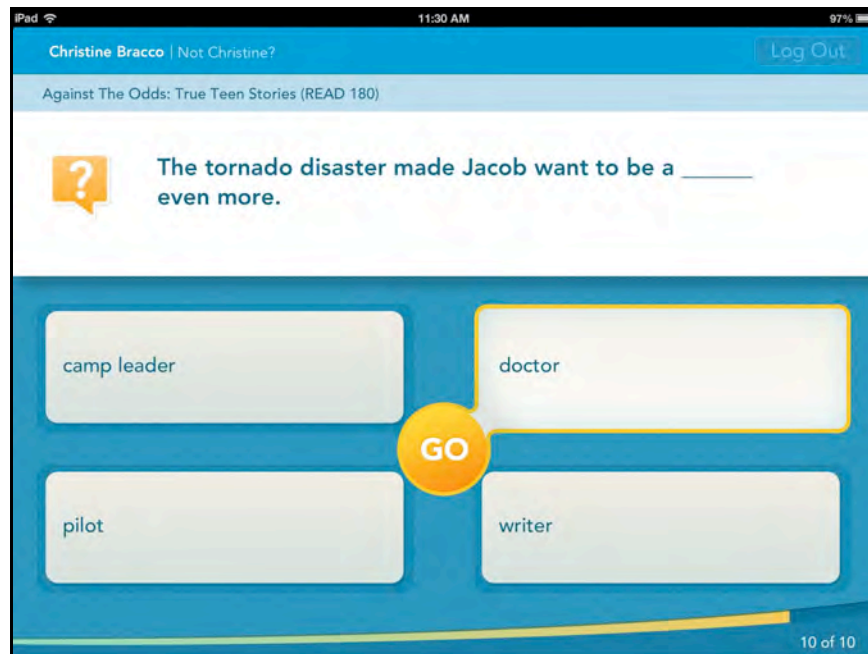 iPad 11:30 AM 97%
Christine Bracco | Not Christine? Log Out
Against The Odds: True Teen Stories (READ 180)
?
The tornado disaster made Jacob want to be a ______
even more.
camp leader
doctor
GO
pilot
writer
10 of 10